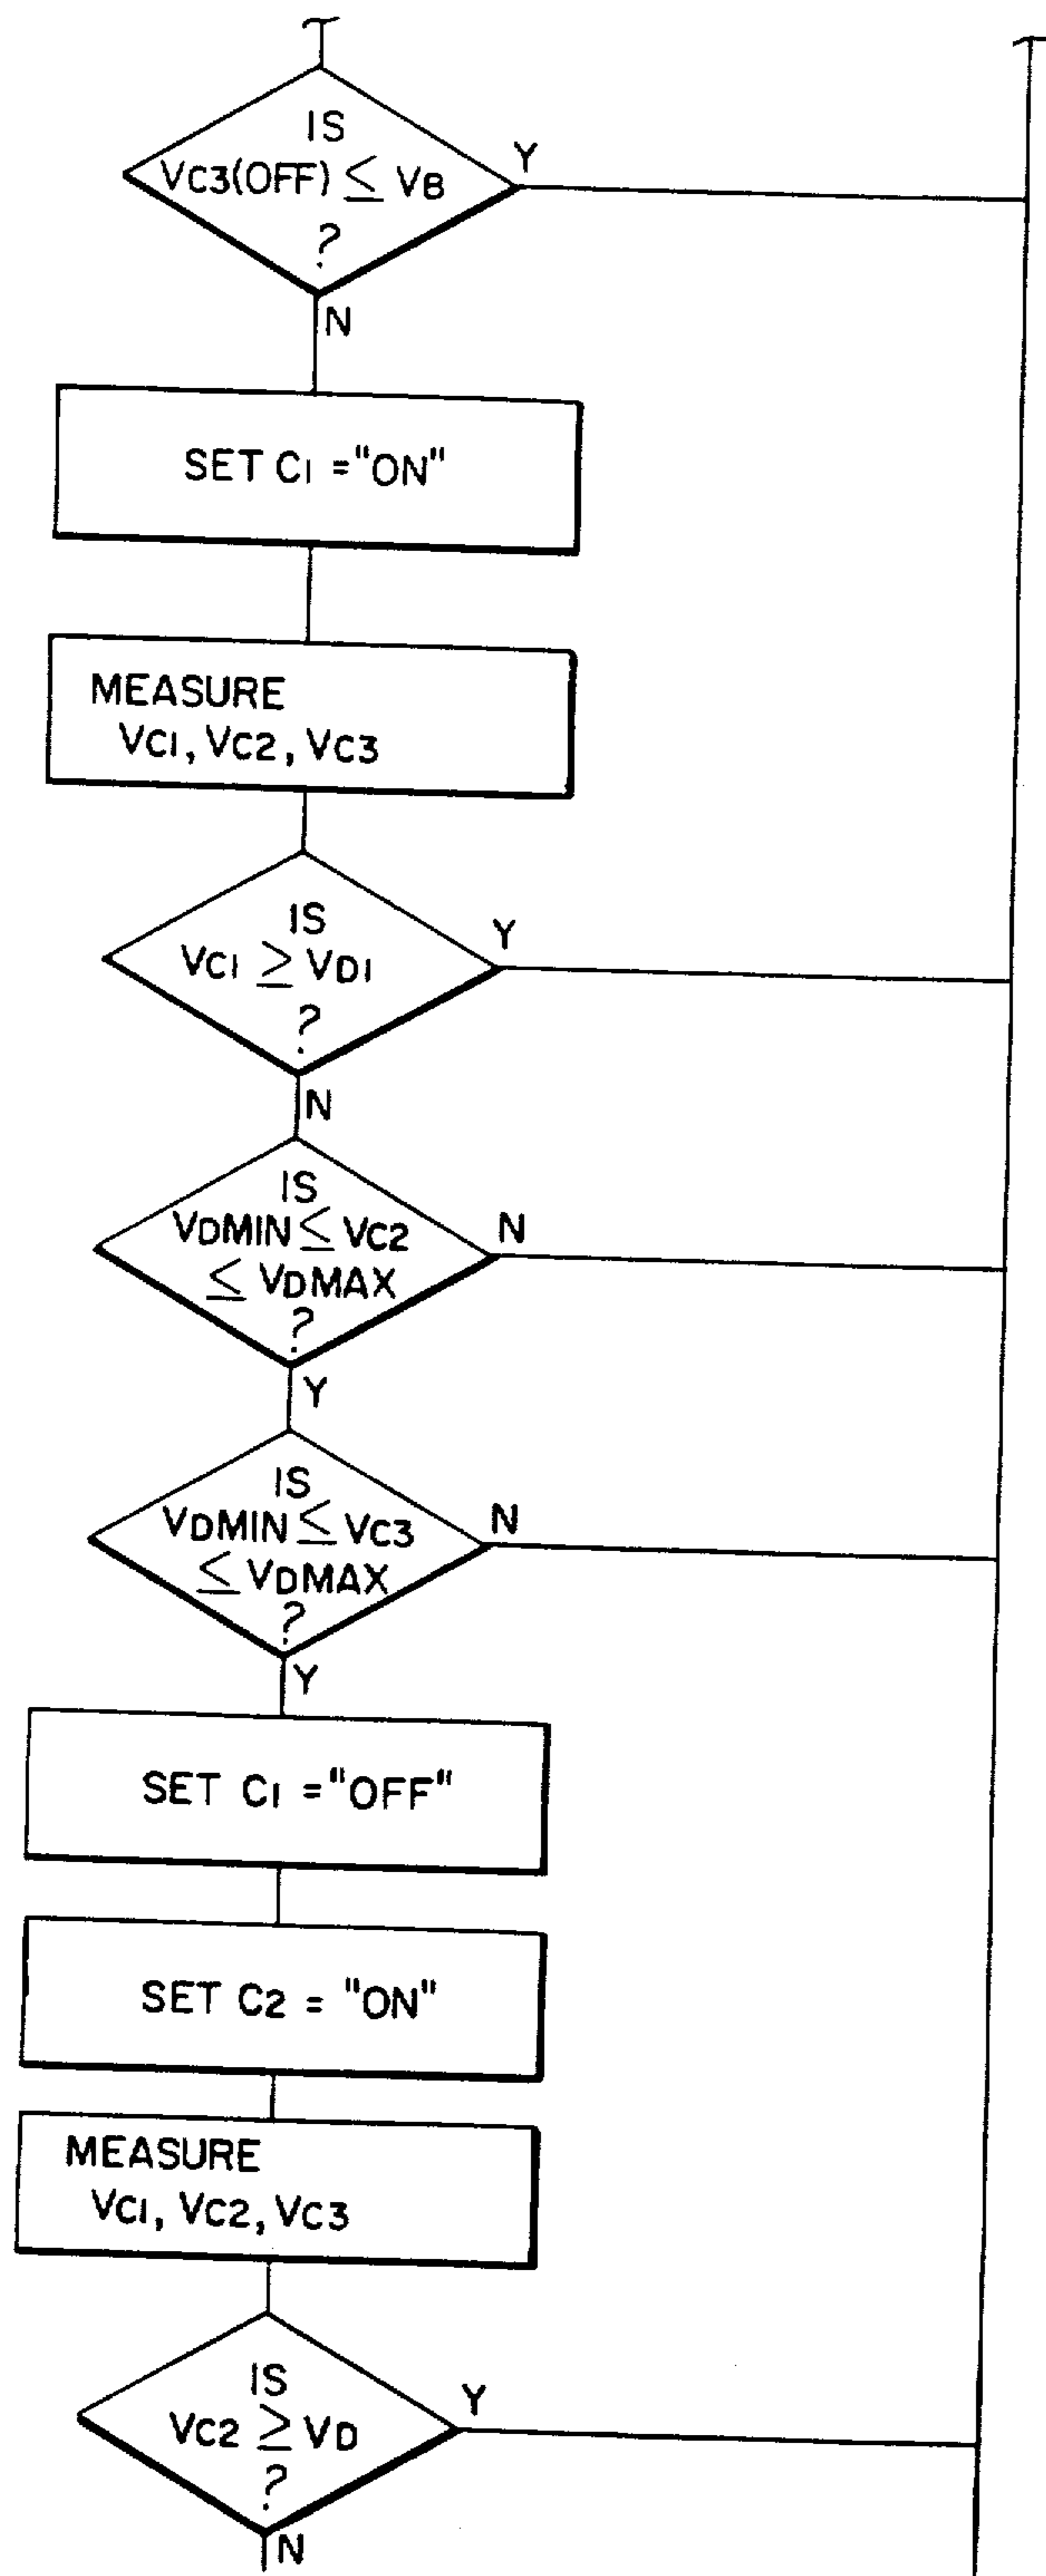 IS
VC3(OFF) ≤ VB
?
Y
N
SET C1 ="ON"
MEASURE
VC1, VC2, VC3
IS
VC1 ≥ VD1
?
Y
N
IS
VDMIN ≤ VC2
≤ VDMAX
?
N
Y
IS
VDMIN ≤ VC3
≤ VDMAX
?
N
Y
SET C1 ="OFF"
SET C2 = "ON"
MEASURE
VC1, VC2, VC3
IS
VC2 ≥ VD
?
Y
N